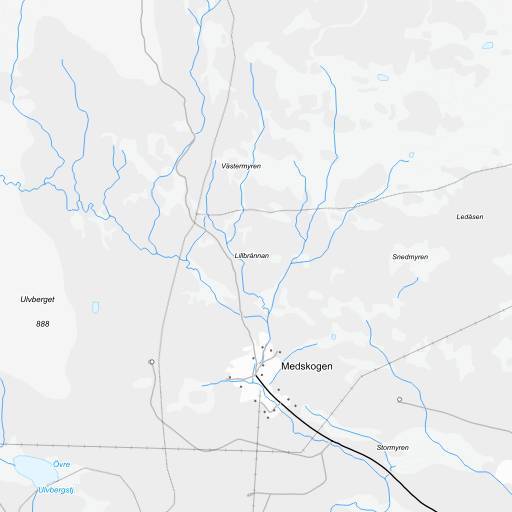 Västermyren
Ledåsen
Lillbrännan
Snedmyren
Ulvberget
888
Medskogen
Stormyren
Övre
Ulvbergstj.